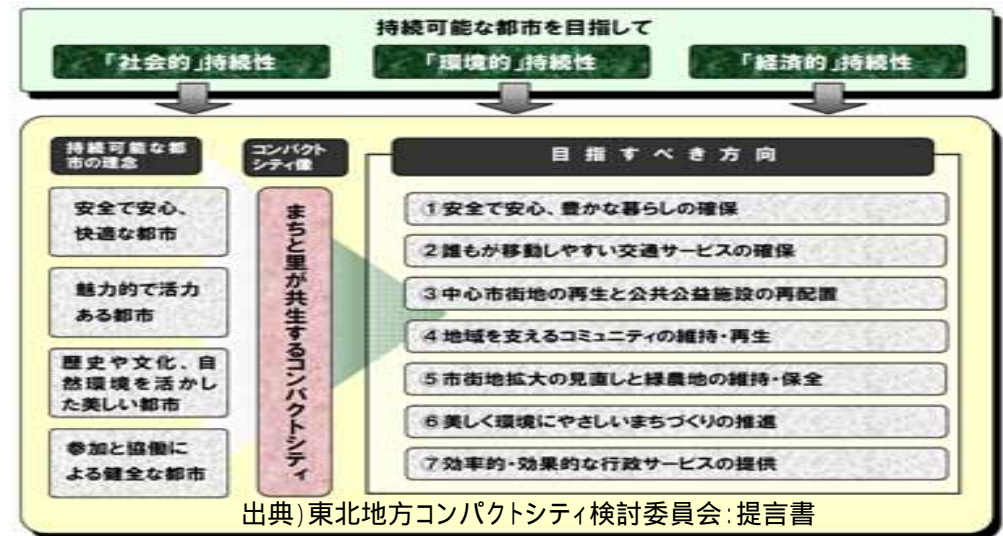 持続可能な都市を目指して
「社会的」持続性
「環境的」持続性
「経済的」持続性
持続可能な都
市の理念
コンパクト
シティ像
目指すべき方向
安全で安心、
快適な都市
魅力的で活力
ある都市
歴史や文化、自
然環境を活かし
た美しい都市
参加と協働に
よる健全な都市
まちと里が共生するコンパクトシティ
①安全で安心、豊かな暮らしの確保
②誰もが移動しやすい交通サービスの確保
③中心市街地の再生と公共公益施設の再配置
④地域を支えるコミュニティの維持・再生
⑤市街地拡大の見直しと緑農地の維持・保全
⑥美しく環境にやさしいまちづくりの推進
⑦効率的・効果的な行政サービスの提供
出典)東北地方コンパクトシティ検討委員会:提言書